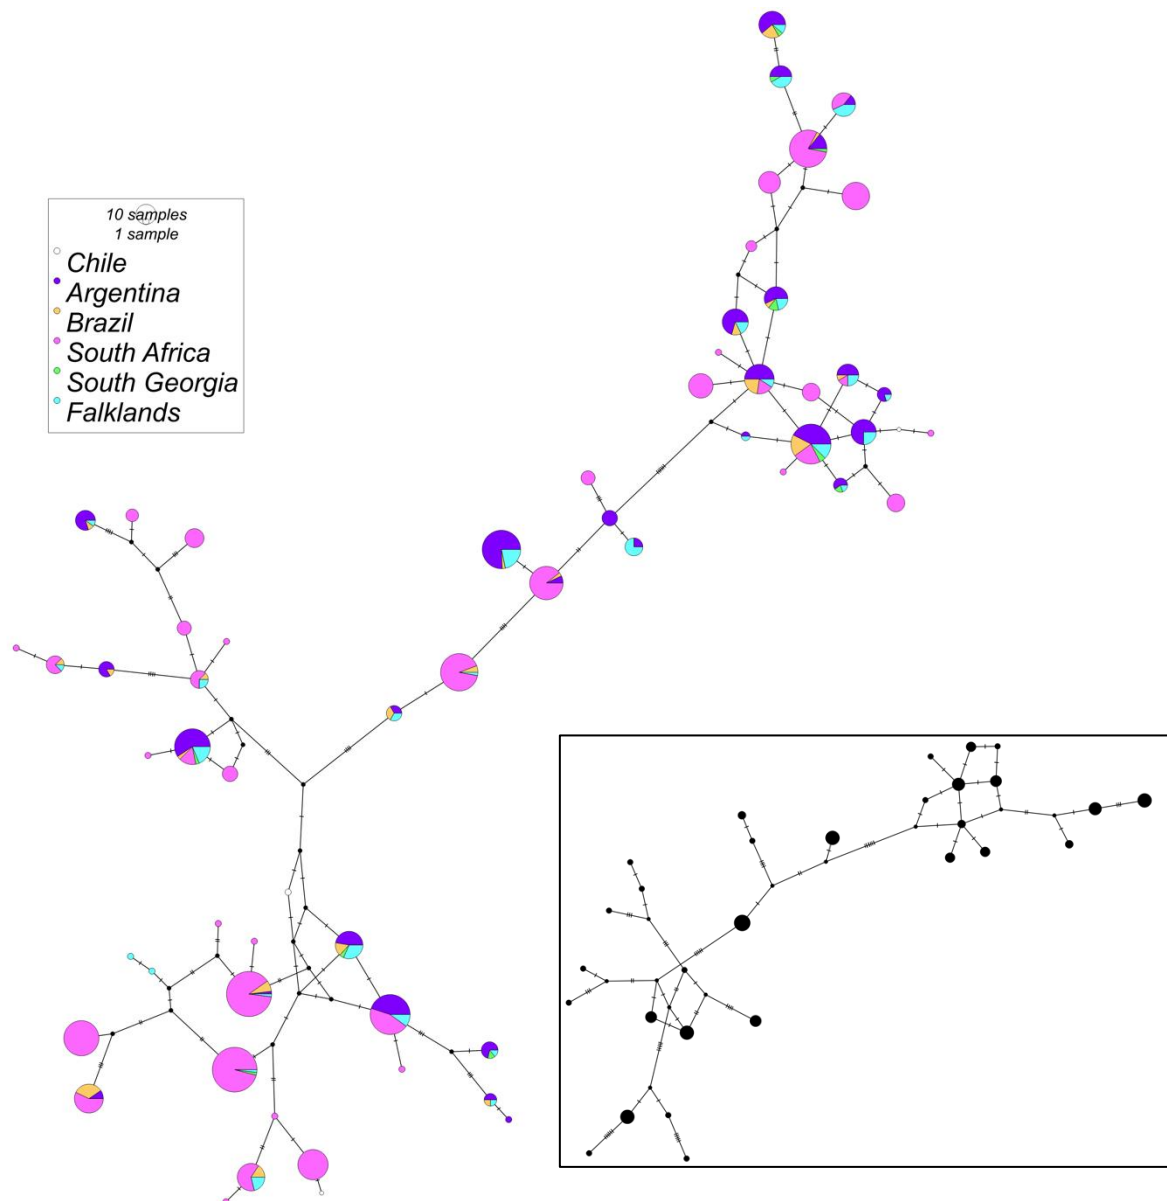 10 samples
1 sample
Chile
Argentina
Brazil
South Africa
South Georgia
Falklands